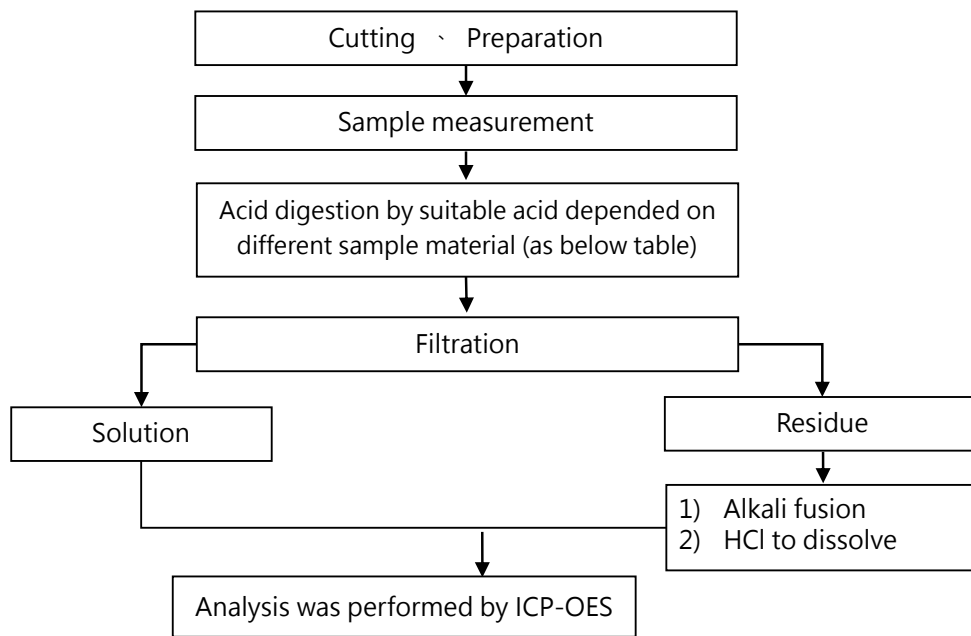 Cutting 、 Preparation
Sample measurement
Acid digestion by suitable acid depended on
different sample material (as below table)
Filtration
Solution
Residue
1) Alkali fusion
2) HCl to dissolve
Analysis was performed by ICP-OES